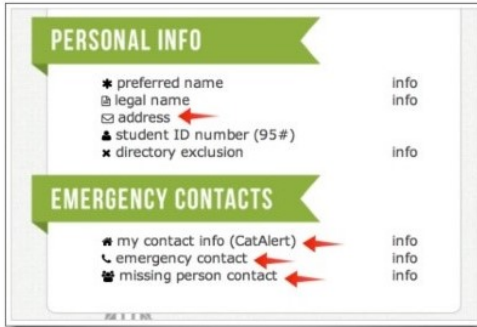 PERSONAL INFO
preferred name info
legal name info
address
student ID number (95#)
directory exclusion info
EMERGENCY CONTACTS
my contact info (CatAlert) info
emergency contact info
missing person contact info